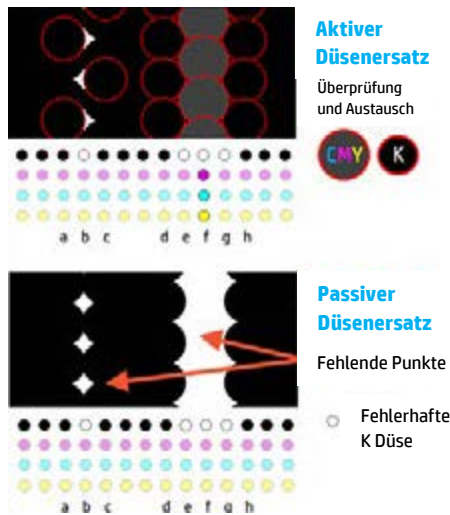 Aktiver
Düsenersatz
Überprüfung
und Austausch
CMY K
a b c d e f g h
Passiver
Düsenersatz
Fehlende Punkte
Fehlerhafte
K Düse
a b c d e f g h